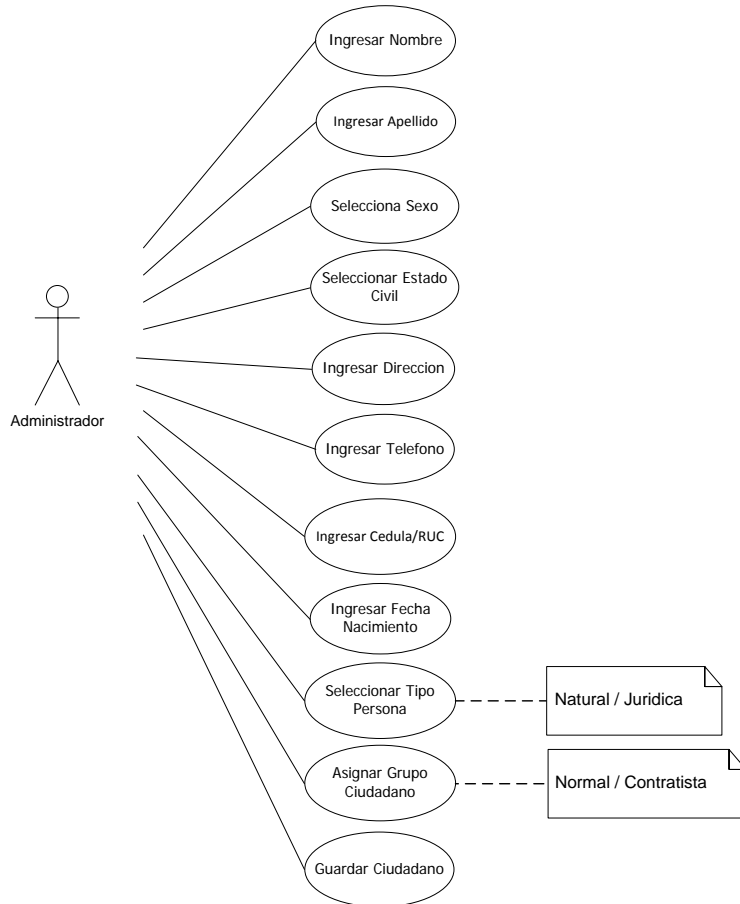 Ingresar Nombre
Ingresar Apellido
Selecciona Sexo
Seleccionar Estado
Civil
Ingresar Direccion
Administrador
Ingresar Telefono
Ingresar Cedula/RUC
Ingresar Fecha
Nacimiento
Seleccionar Tipo
Persona
Natural / Juridica
Asignar Grupo
Ciudadano
Normal / Contratista
Guardar Ciudadano